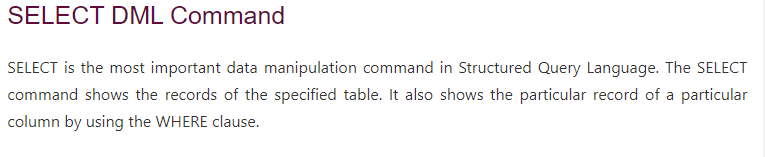 SELECT DML Command
SELECT is the most important data manipulation command in Structured Query Language. The SELECT
command shows the records of the specified table. It also shows the particular record of a particular
column by using the WHERE clause.